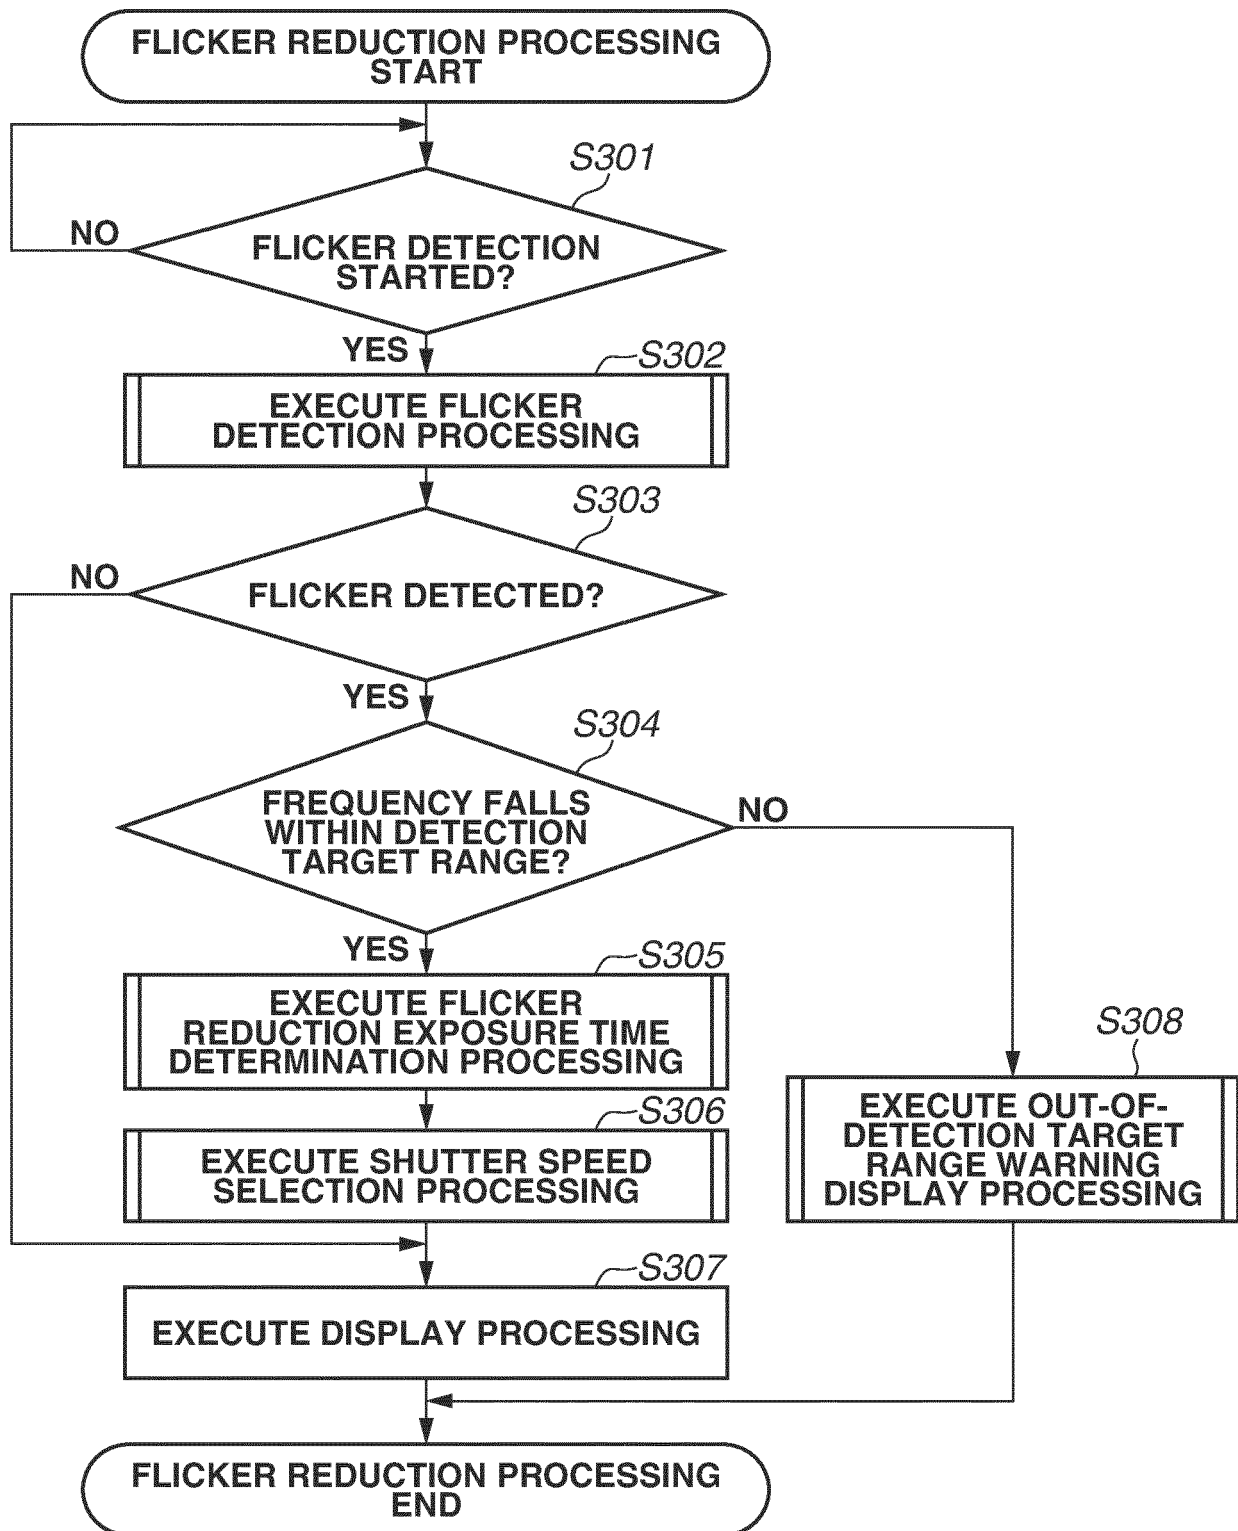 FLICKER REDUCTION PROCESSING
START
S301
NO
FLICKER DETECTION
STARTED?
YES
S302
EXECUTE FLICKER
DETECTION PROCESSING
S303
NO
FLICKER DETECTED?
YES
S304
FREQUENCY FALLS
WITHIN DETECTION
TARGET RANGE?
NO
YES
S305
EXECUTE FLICKER
REDUCTION EXPOSURE TIME
DETERMINATION PROCESSING
S306
EXECUTE SHUTTER SPEED
SELECTION PROCESSING
S308
EXECUTE OUT-OF-
DETECTION TARGET
RANGE WARNING
DISPLAY PROCESSING
S307
EXECUTE DISPLAY PROCESSING
FLICKER REDUCTION PROCESSING
END